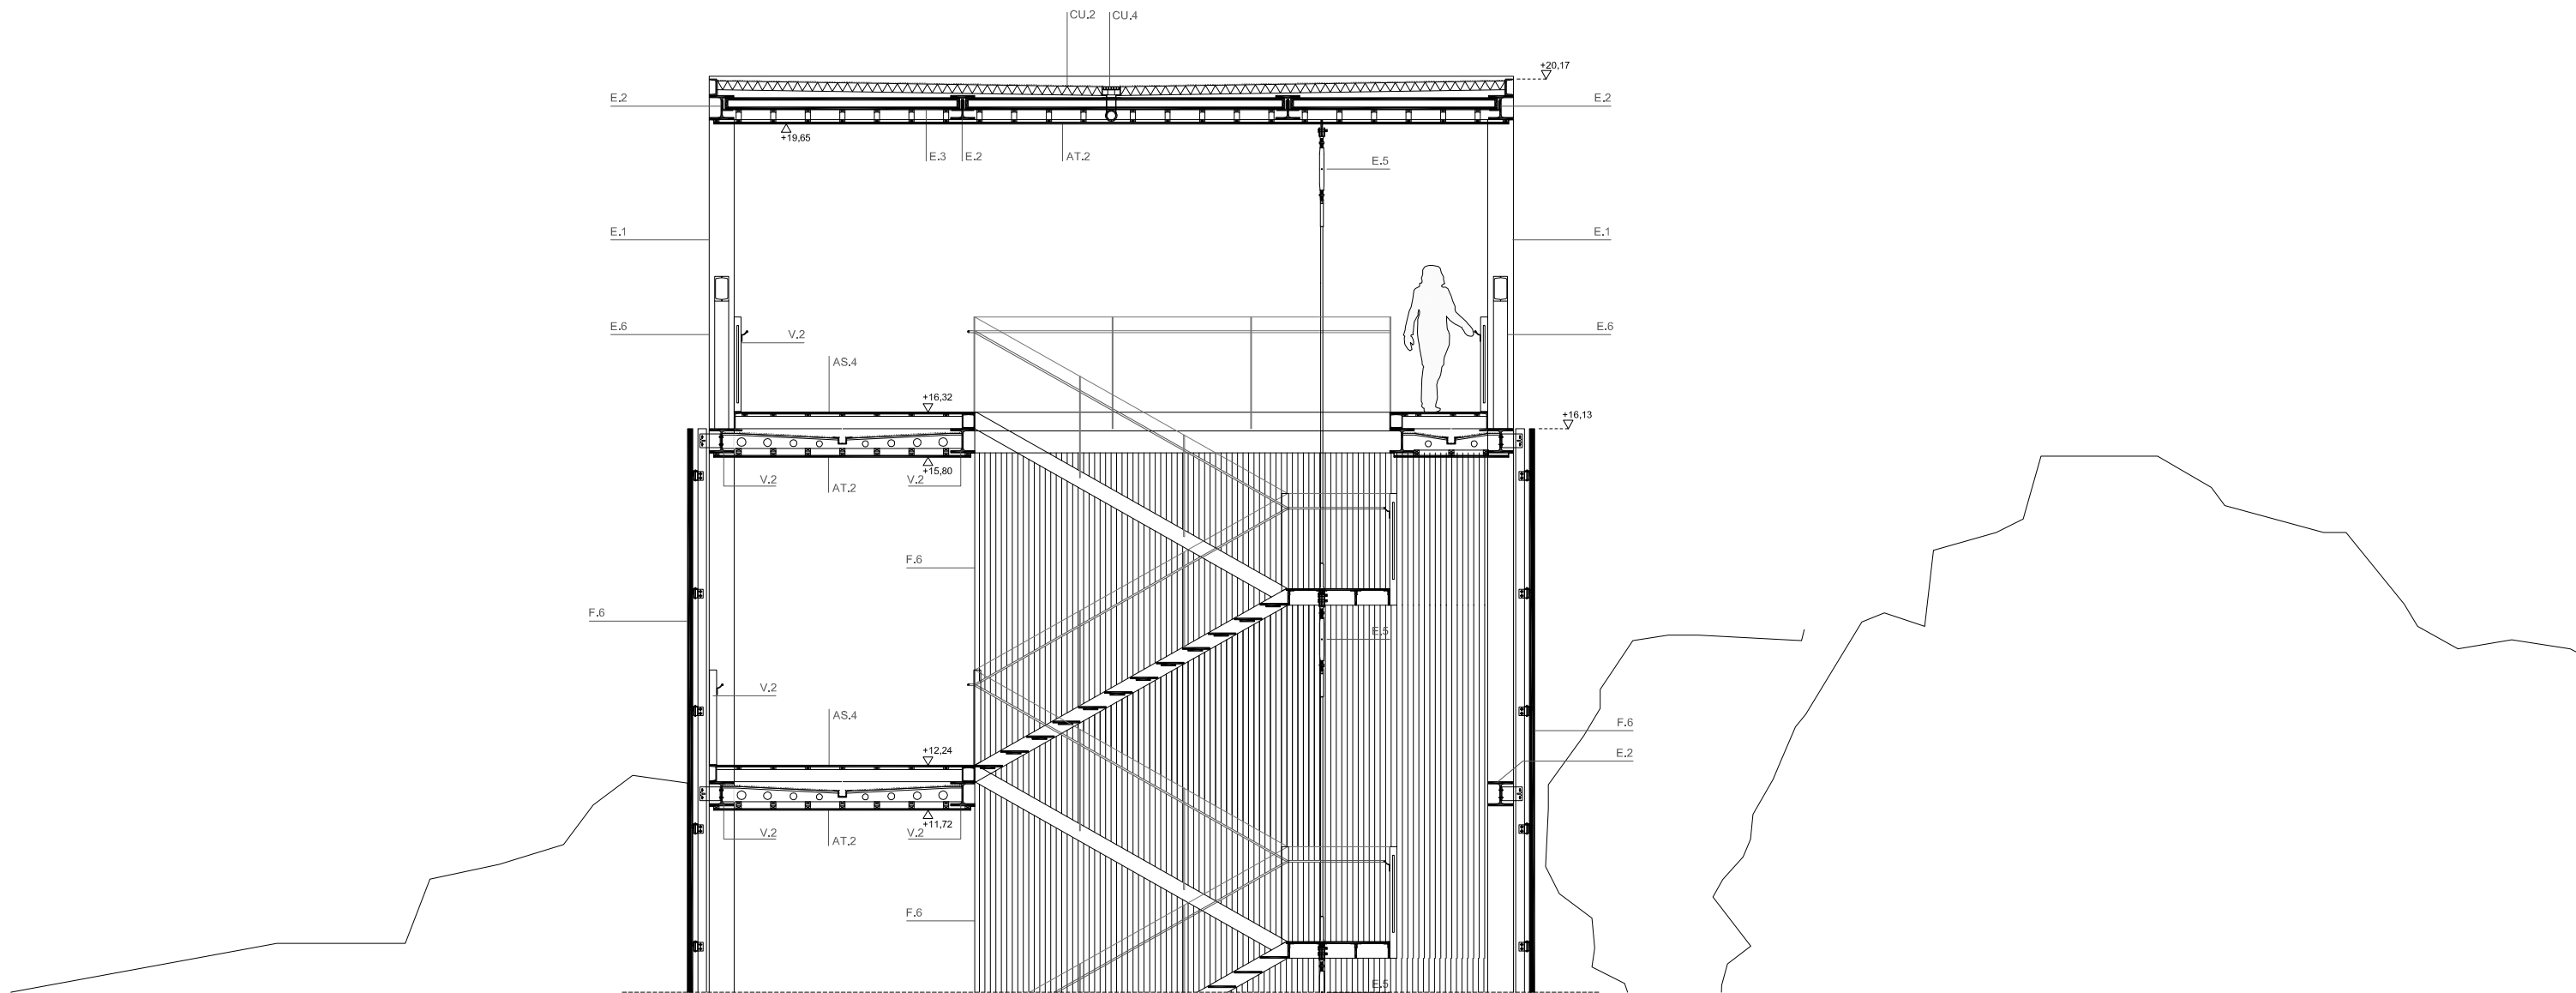 CU.2
CU.4
+20,17
E.2
E.2
+19,65
E.3
E.2
AT.2
E.5
E.1
E.1
E.6
V.2
E.6
AS.4
+16,32
+16,13
+15,80
V.2
AT.2
V.2
F.6
F.6
E.5
V.2
AS.4
F.6
+12,24
E.2
+11,72
V.2
AT.2
V.2
F.6
E.5